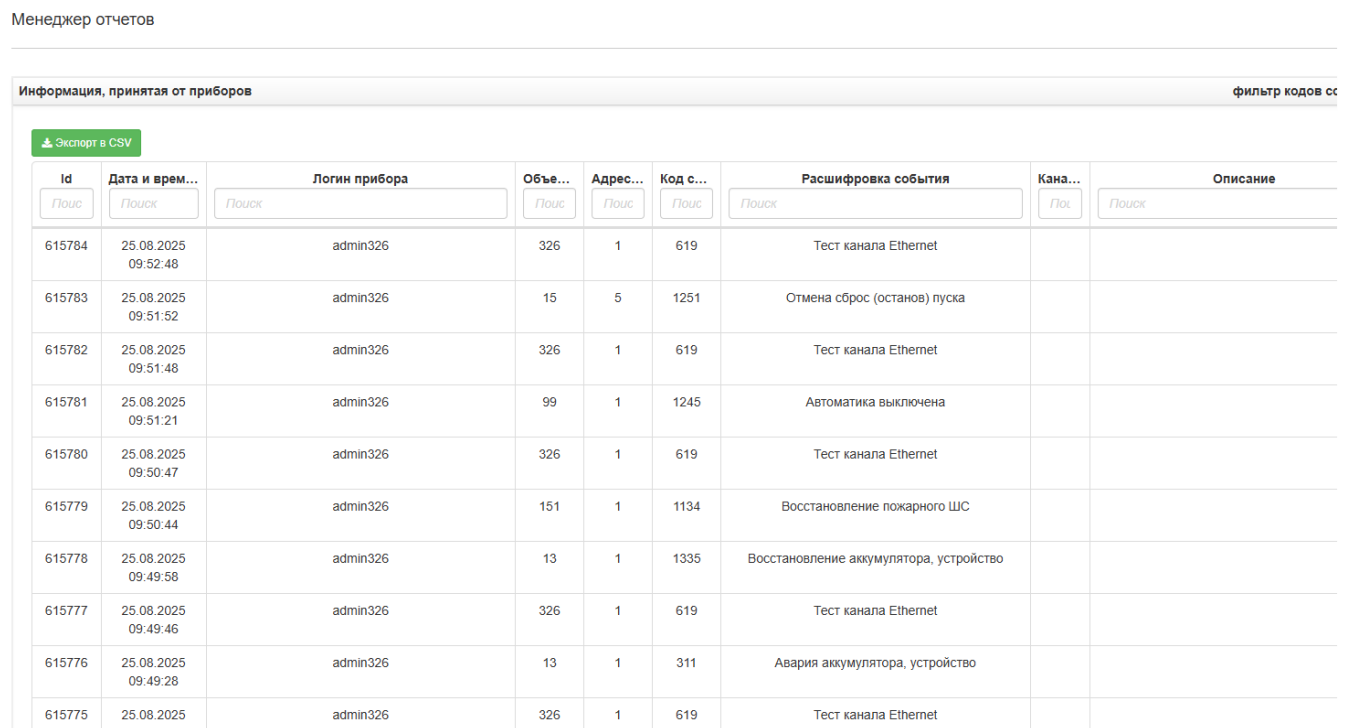 Менеджер отчетов
Информация, принятая от приборов фильтр кодов со
Экспорт в CSV
Id Дата и врем... Логин прибора Объе... Адрес... Код с... Расшифровка события Кана... Описание
Поис Поиск Поиск Поис Поис Поис Поиск Пои Поиск
615784 25.08.2025 09:52:48 admin326 326 1 619 Тест канала Ethernet
615783 25.08.2025 09:51:52 admin326 15 5 1251 Отмена сброс (останов) пуска
615782 25.08.2025 09:51:48 admin326 326 1 619 Тест канала Ethernet
615781 25.08.2025 09:51:21 admin326 99 1 1245 Автоматика выключена
615780 25.08.2025 09:50:47 admin326 326 1 619 Тест канала Ethernet
615779 25.08.2025 09:50:44 admin326 151 1 1134 Восстановление пожарного ШС
615778 25.08.2025 09:49:58 admin326 13 1 1335 Восстановление аккумулятора, устройство
615777 25.08.2025 09:49:46 admin326 326 1 619 Тест канала Ethernet
615776 25.08.2025 09:49:28 admin326 13 1 311 Авария аккумулятора, устройство
615775 25.08.2025 admin326 326 1 619 Тест канала Ethernet